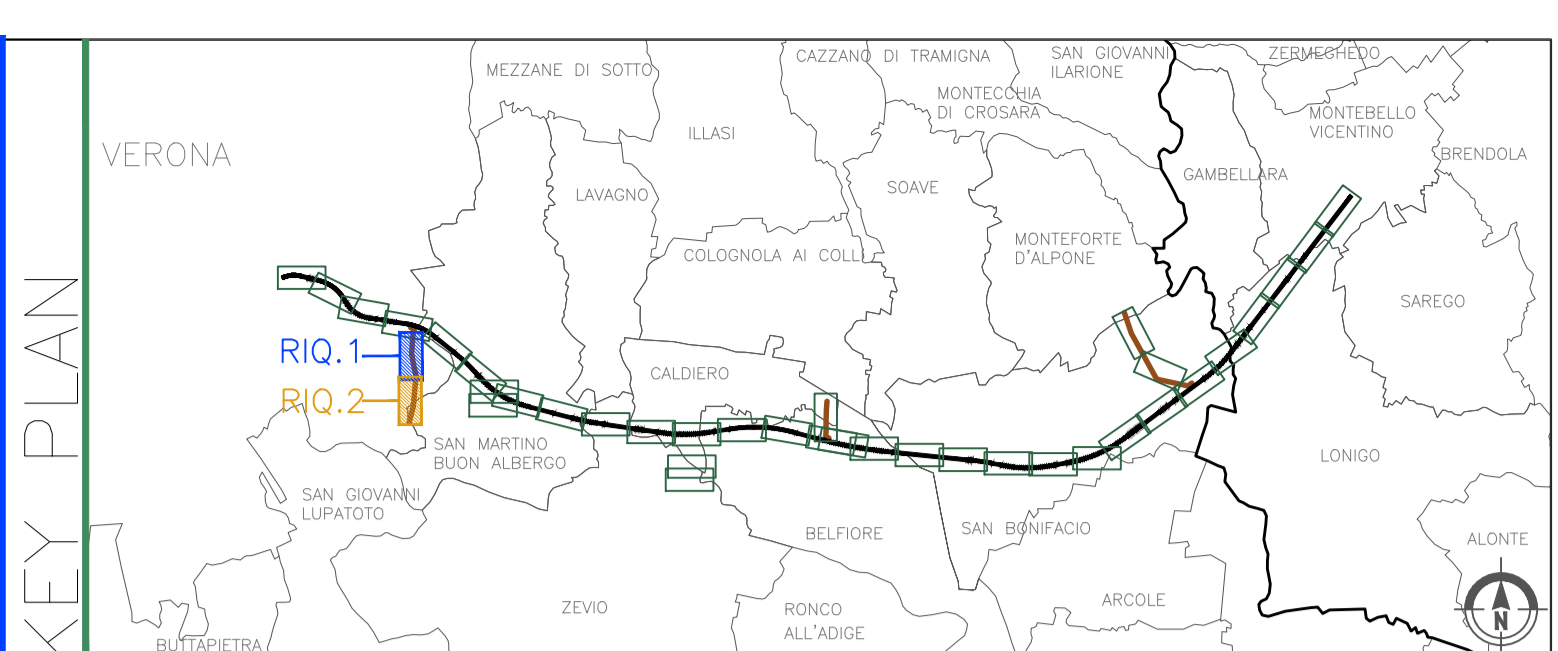 KEY PLAN
VERONA
MEZZANE DI SOTTO
CAZZANO DI TRAMIGNA
SAN GIOVANNI
ILARIONE
ZERMEGHEDO
MONTECCHIA
DI CROSARA
MONTEBELLO
VICENTINO
ILLASI
BRENDOLA
LAVAGNO
SOAVE
GAMBELLARA
COLOGNOLA AI COLLI
MONTEFORTE
D'ALPONE
SAREGO
RIQ.1
CALDIERO
RIQ.2
SAN MARTINO
BUON ALBERGO
LONIGO
SAN GIOVANNI
LUPATOTO
BELFIORE
SAN BONIFACIO
ALONTE
ZEVIO
RONCO
ALL'ADIGE
ARCOLE
N
BUTTAPIETRA